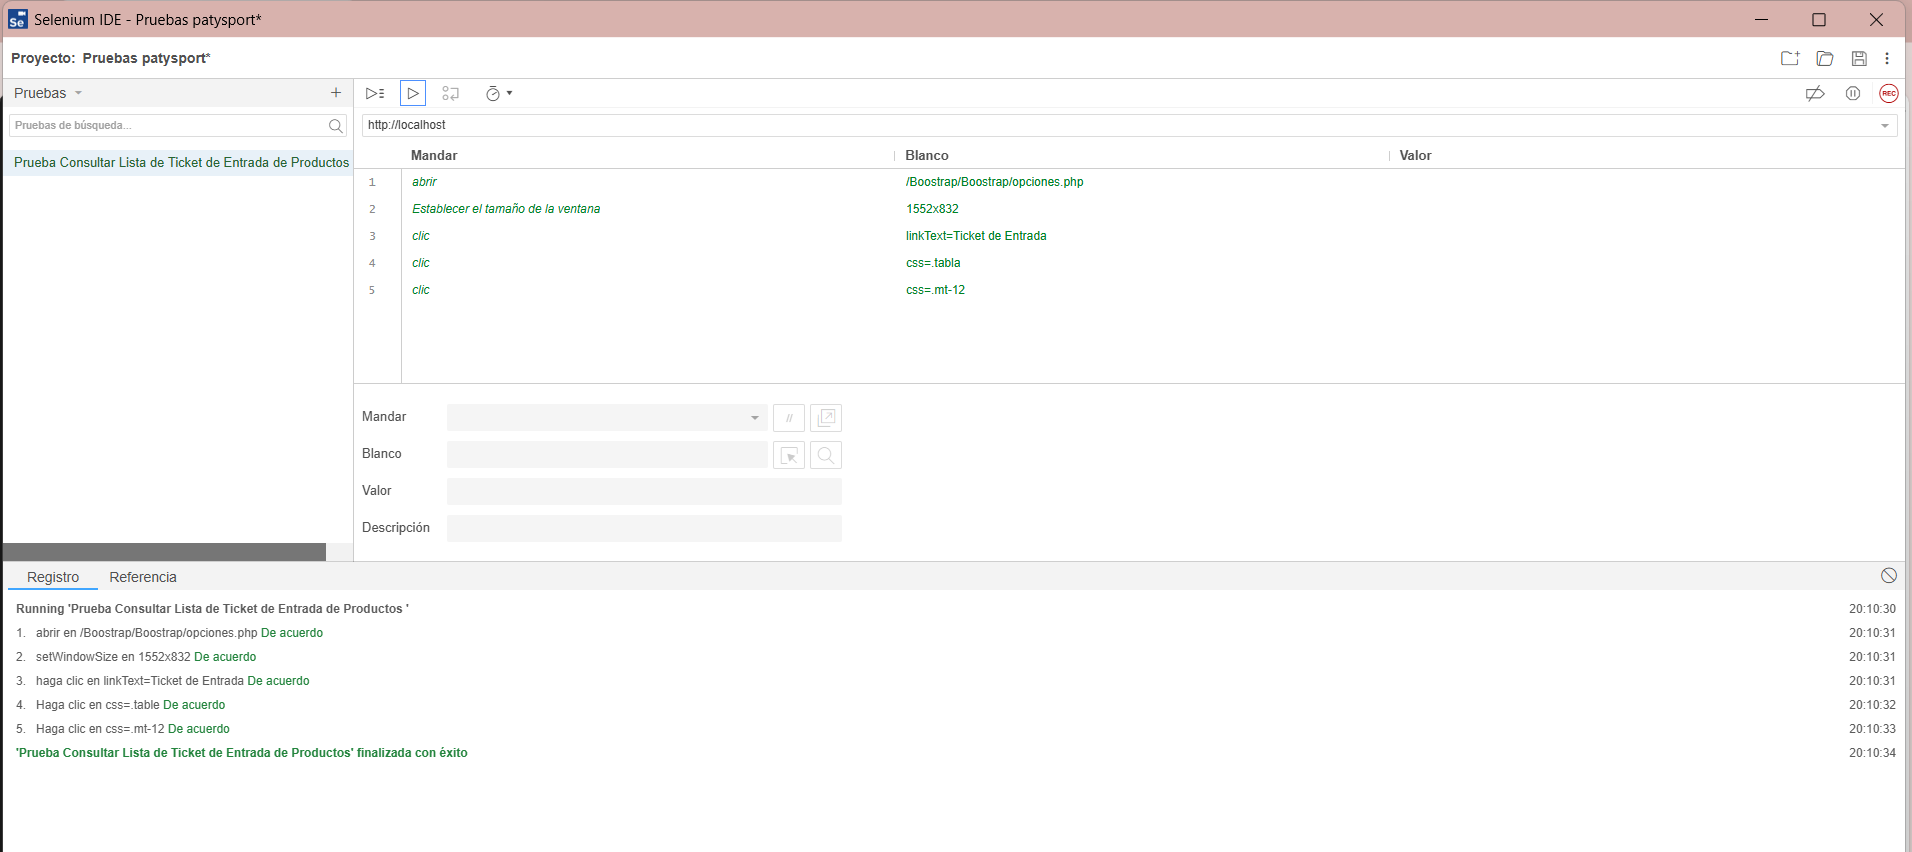 Selenium IDE - Pruebas patysport*
Proyecto: Pruebas patysport*
Pruebas
REC
Pruebas de búsqueda...
http://localhost
Prueba Consultar Lista de Ticket de Entrada de Productos
Mandar Blanco Valor
1 abrir /Boostrap/Boostrap/opciones.php
2 Establecer el tamaño de la ventana 1552x832
3 clic linkText=Ticket de Entrada
4 clic css=.tabla
5 clic css=.mt-12
Mandar //
Blanco
Valor
Descripción
Registro Referencia
Running 'Prueba Consultar Lista de Ticket de Entrada de Productos ' 20:10:30
1. abrir en /Boostrap/Boostrap/opciones.php De acuerdo 20:10:31
2. setWindowSize en 1552x832 De acuerdo 20:10:31
3. haga clic en linkText=Ticket de Entrada De acuerdo 20:10:31
4. Haga clic en css=.table De acuerdo 20:10:32
5. Haga clic en css=.mt-12 De acuerdo 20:10:33
'Prueba Consultar Lista de Ticket de Entrada de Productos' finalizada con éxito 20:10:34